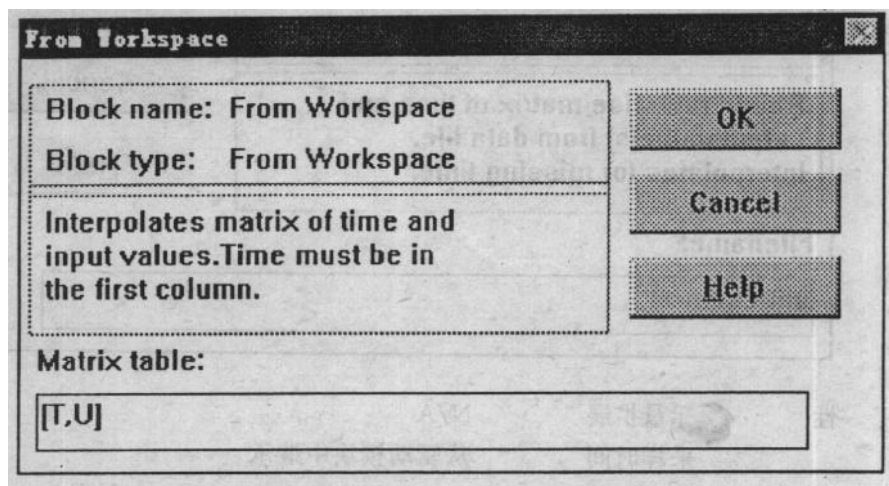 From Workspace
Block name: From Workspace
Block type: From Workspace
Interpolates matrix of time and
input values.Time must be in
the first column.
OK
Cancel
Help
Matrix table:
[T,U]